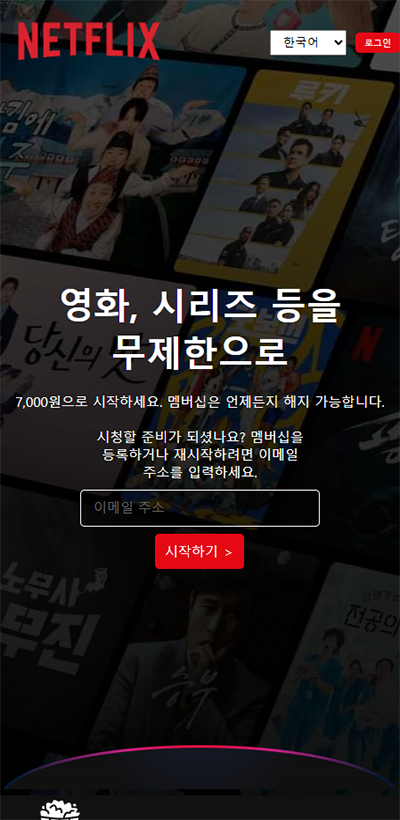 NETFLIX
한국어
로그인
루키
영화, 시리즈 등을
무제한으로
당신의 맛
7,000원으로 시작하세요. 멤버십은 언제든지 해지 가능합니다.
시청할 준비가 되셨나요? 멤버십을
등록하거나 재시작하려면 이메일
주소를 입력하세요.
이메일 주소
시작하기 >
노무사
무진
승부
전공의